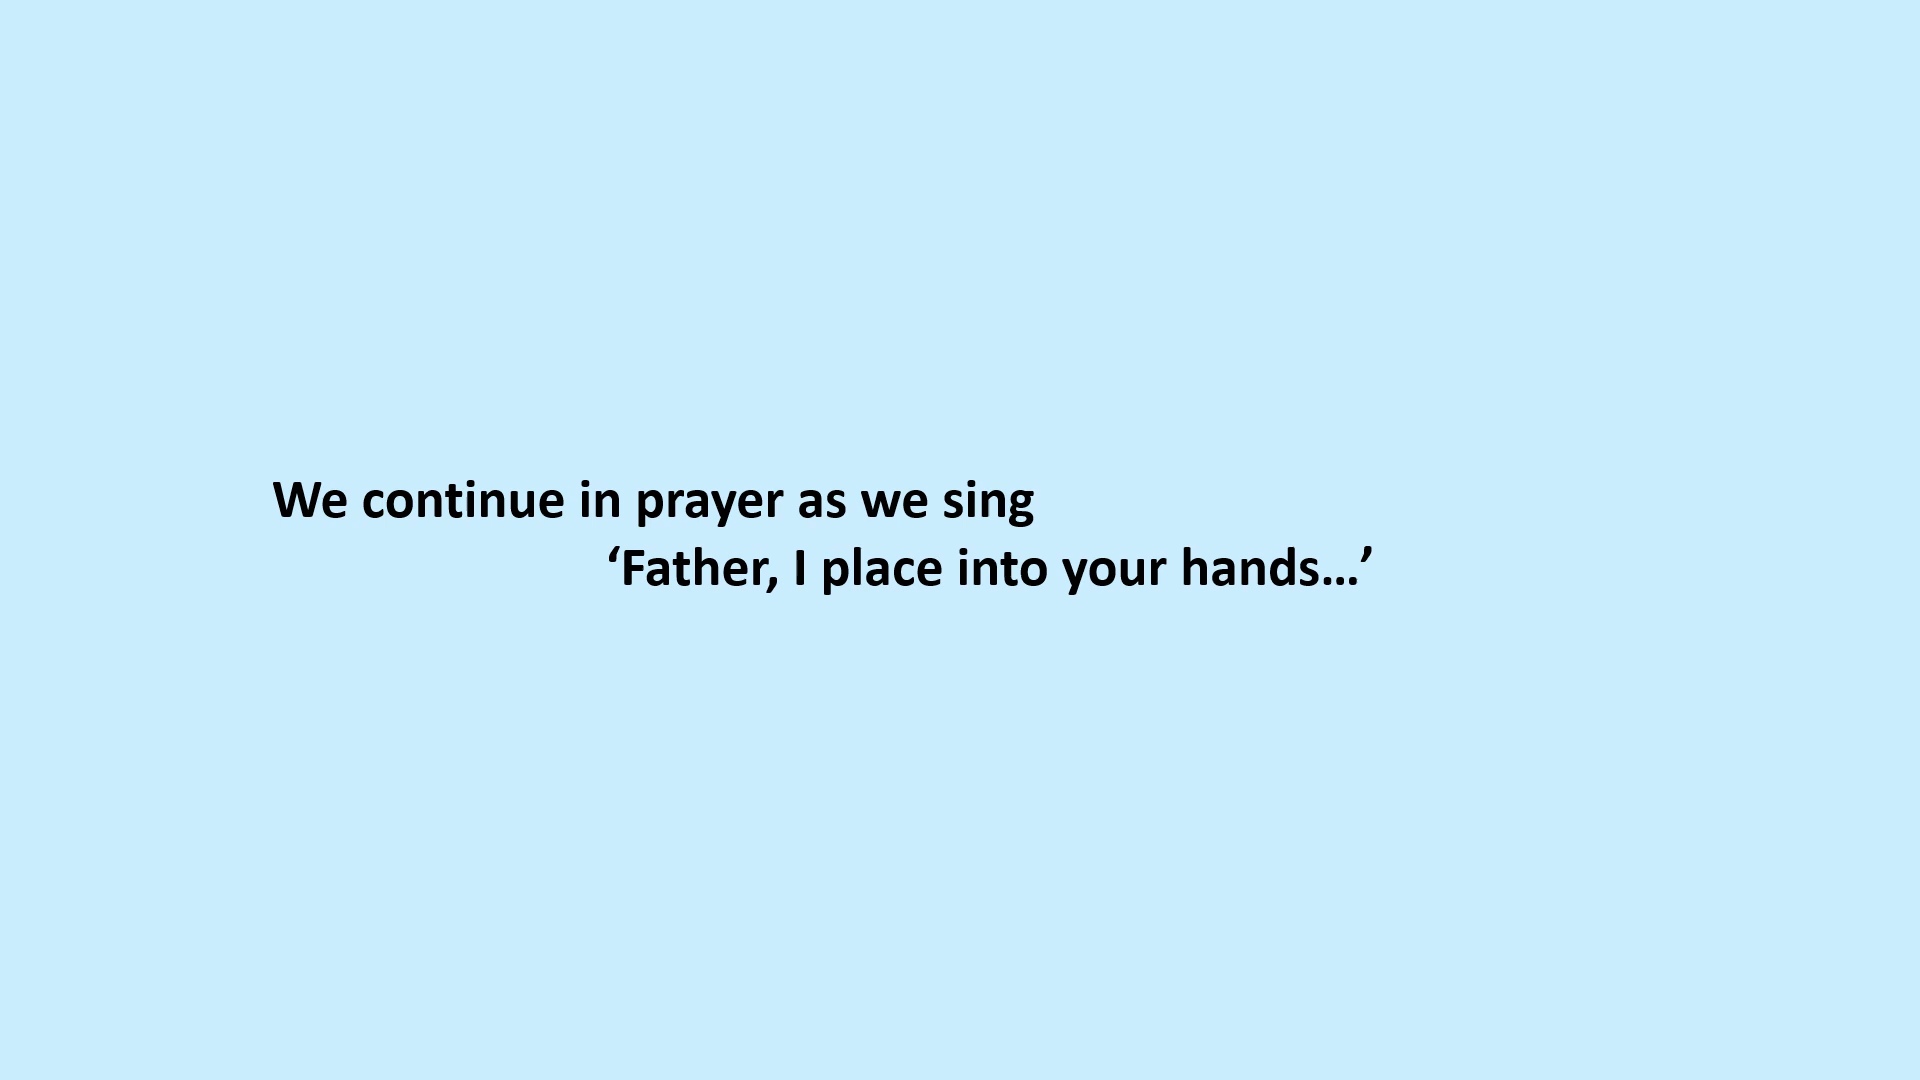 We continue in prayer as we sing
‘Father, I place into your hands…’